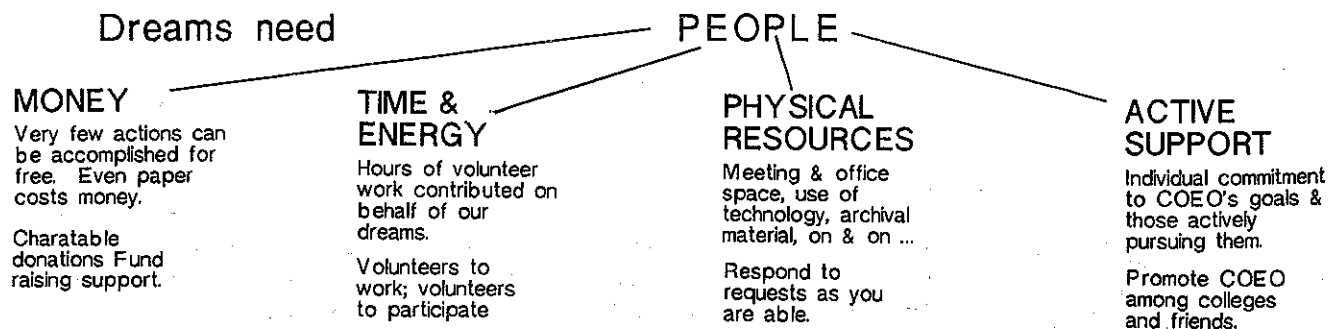 Dreams need PEOPLE
MONEY
Very few actions can
be accomplished for
free. Even paper
costs money.
Charatable
donations Fund
raising support.
TIME &
ENERGY
Hours of volunteer
work contributed on
behalf of our
dreams.
Volunteers to
work; volunteers
to participate
PHYSICAL
RESOURCES
Meeting & office
space, use of
technology, archival
material, on & on ...
Respond to
requests as you
are able.
ACTIVE
SUPPORT
Individual commitment
to COEO's goals &
those actively
pursuing them.
Promote COEO
among colleges
and friends.